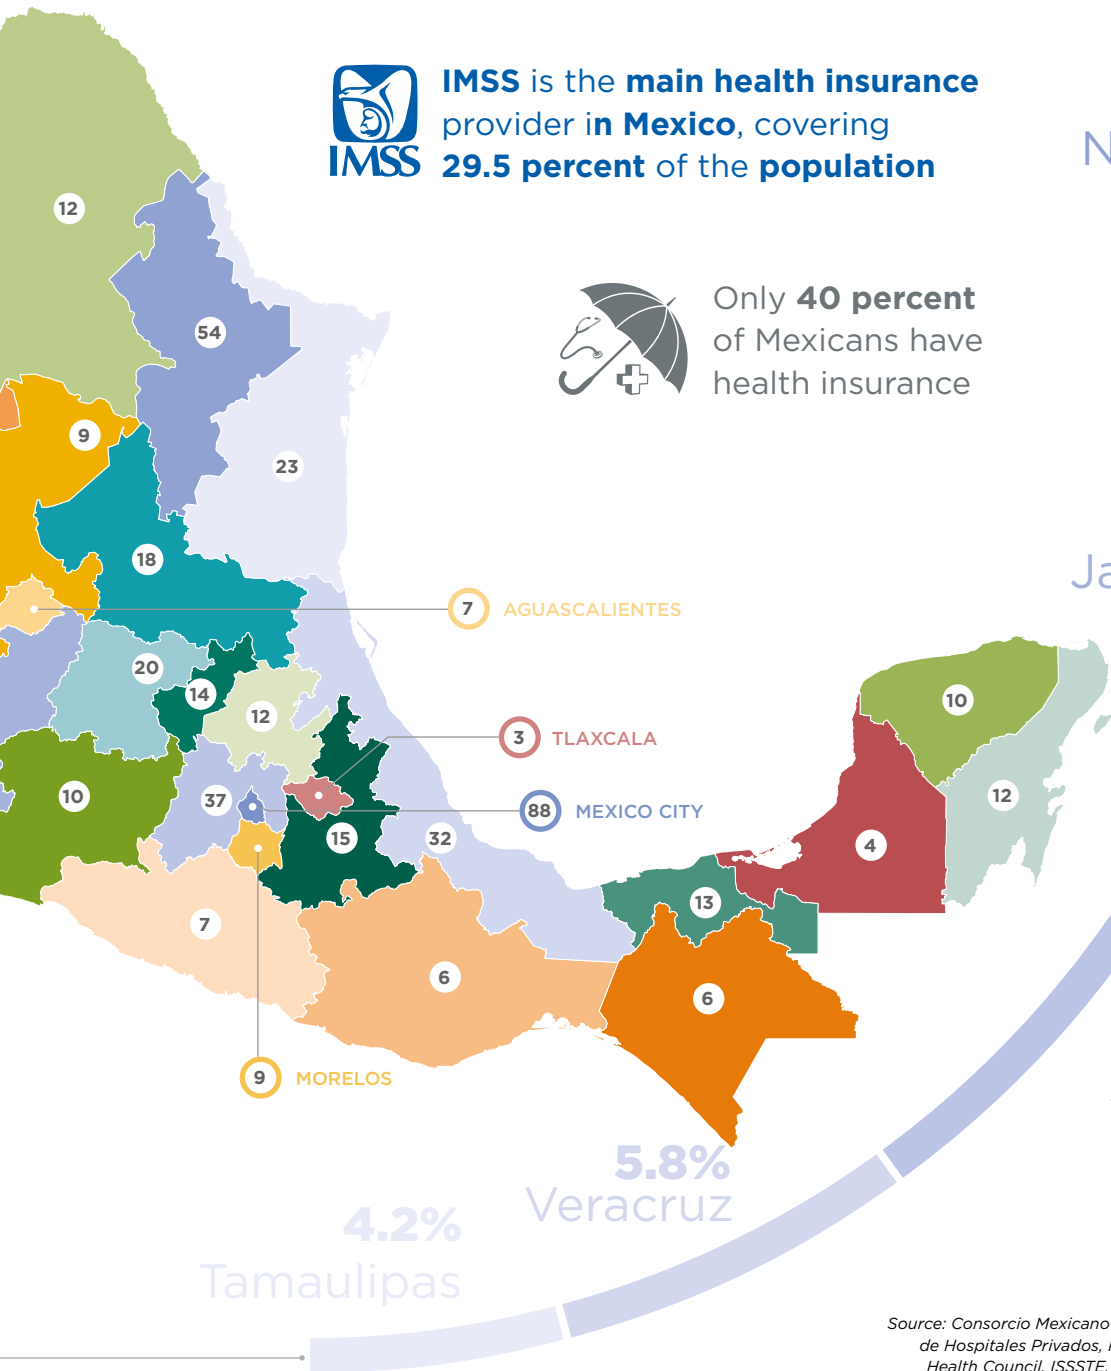 IMSS
IMSS is the main health insurance
provider in Mexico, covering
29.5 percent of the population
N
12
Only 40 percent
of Mexicans have
health insurance
54
9
23
18
Ja
7 AGUASCALIENTES
20
14
12
10
3 TLAXCALA
10
37
12
88 MEXICO CITY
15
32
4
13
7
6
6
9 MORELOS
5.8%
Veracruz
4.2%
Tamaulipas
Source: Consorcio Mexicano
de Hospitales Privados,
Health Council, ISSSTE,